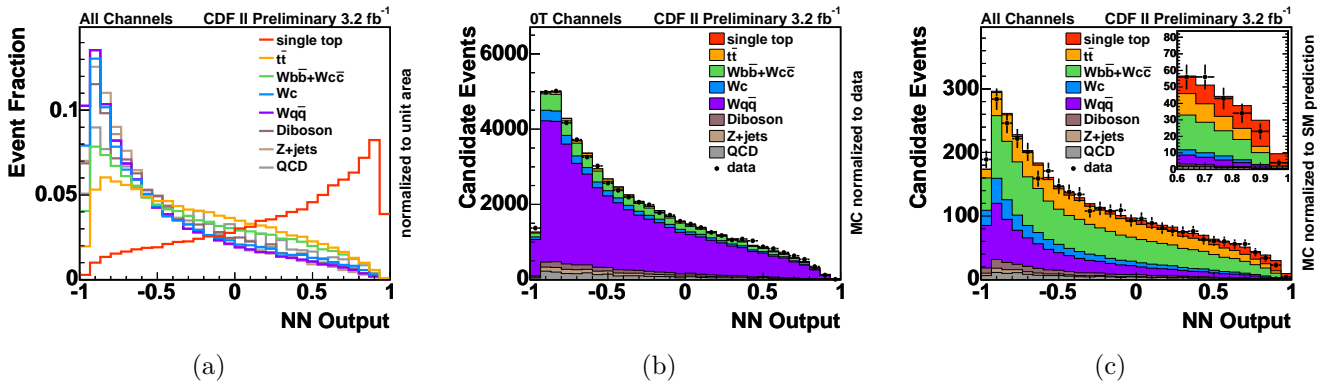 All Channels CDF II Preliminary 3.2 fb⁻¹
Event Fraction
0.1
0.05
0
single top
tt̄
Wbb̄+Wcc̄
Wc
Wqq̄
Diboson
Z+jets
QCD
normalized to unit area
-1 -0.5 0 0.5 1
NN Output
(a)
0T Channels CDF II Preliminary 3.2 fb⁻¹
Candidate Events
6000
4000
2000
0
single top
tt̄
Wbb̄+Wcc̄
Wc
Wqq̄
Diboson
Z+jets
QCD
data
MC normalized to data
-1 -0.5 0 0.5 1
NN Output
(b)
All Channels CDF II Preliminary 3.2 fb⁻¹
Candidate Events
300
200
100
0
single top
tt̄
Wbb̄+Wcc̄
Wc
Wqq̄
Diboson
Z+jets
QCD
data
80
70
60
50
40
30
20
10
0
0.6 0.7 0.8 0.9 1
MC normalized to SM prediction
-1 -0.5 0 0.5 1
NN Output
(c)